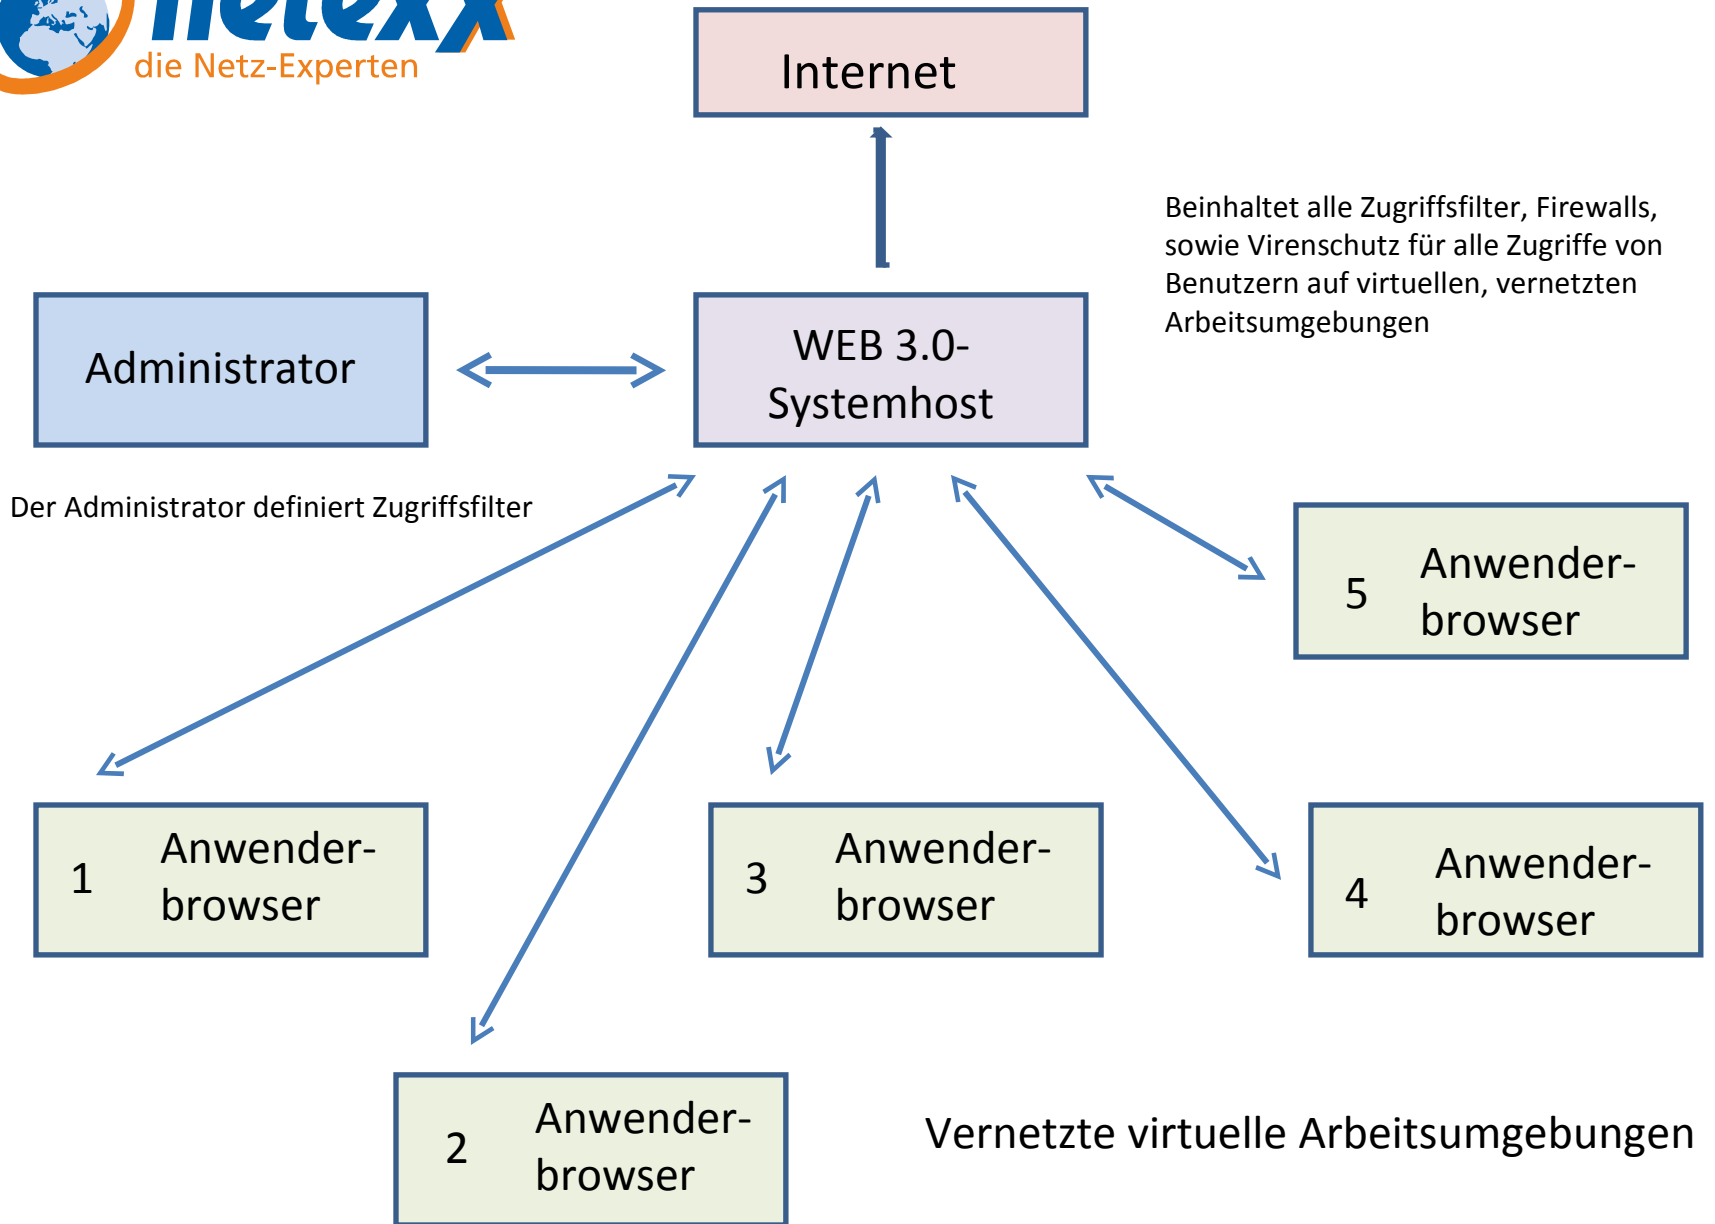 netexx
die Netz-Experten
Internet
Beinhaltet alle Zugriffsfilter, Firewalls,
sowie Virenschutz für alle Zugriffe von
Benutzern auf virtuellen, vernetzten
Arbeitsumgebungen
Administrator
WEB 3.0-
Systemhost
Der Administrator definiert Zugriffsfilter
5 Anwender-
browser
1 Anwender-
browser
3 Anwender-
browser
4 Anwender-
browser
2 Anwender-
browser
Vernetzte virtuelle Arbeitsumgebungen